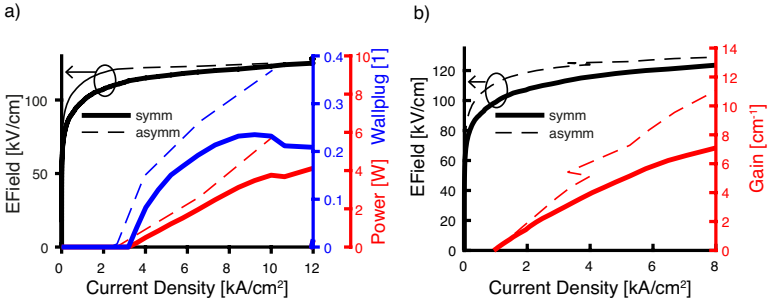 a)
EField [kV/cm]
100
50
0
symm
asymm
0 2 4 6 8 10 12
Current Density [kA/cm²]
0.4
0.3
0.2
0.1
0
Wallplug [1]
10
8
6
4
2
0
Power [W]
b)
EField [kV/cm]
120
100
80
60
40
20
0
symm
asymm
0 2 4 6 8
Current Density [kA/cm²]
14
12
10
8
6
4
2
0
Gain [cm⁻¹]